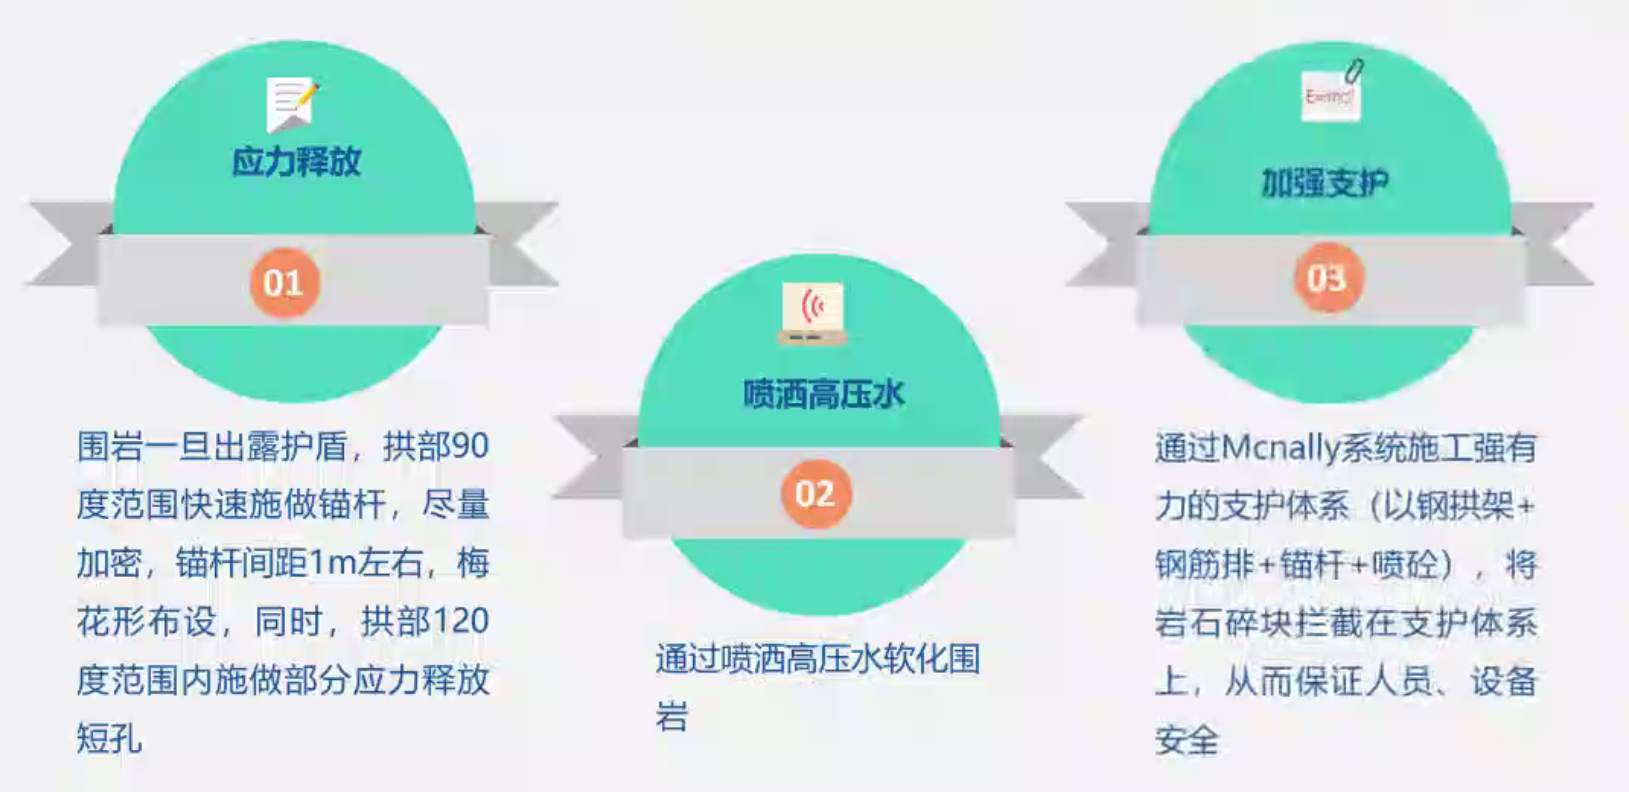 应力释放
01
围岩一旦出露护盾，拱部90
度范围快速施做锚杆，尽量
加密，锚杆间距1m左右，梅
花形布设，同时，拱部120
度范围内施做部分应力释放
短孔
喷洒高压水
02
通过喷洒高压水软化围
岩
加强支护
03
通过Mcnally系统施工强有
力的支护体系（以钢拱架+
钢筋排+锚杆+喷砼），将
岩石碎块拦截在支护体系
上，从而保证人员、设备
安全